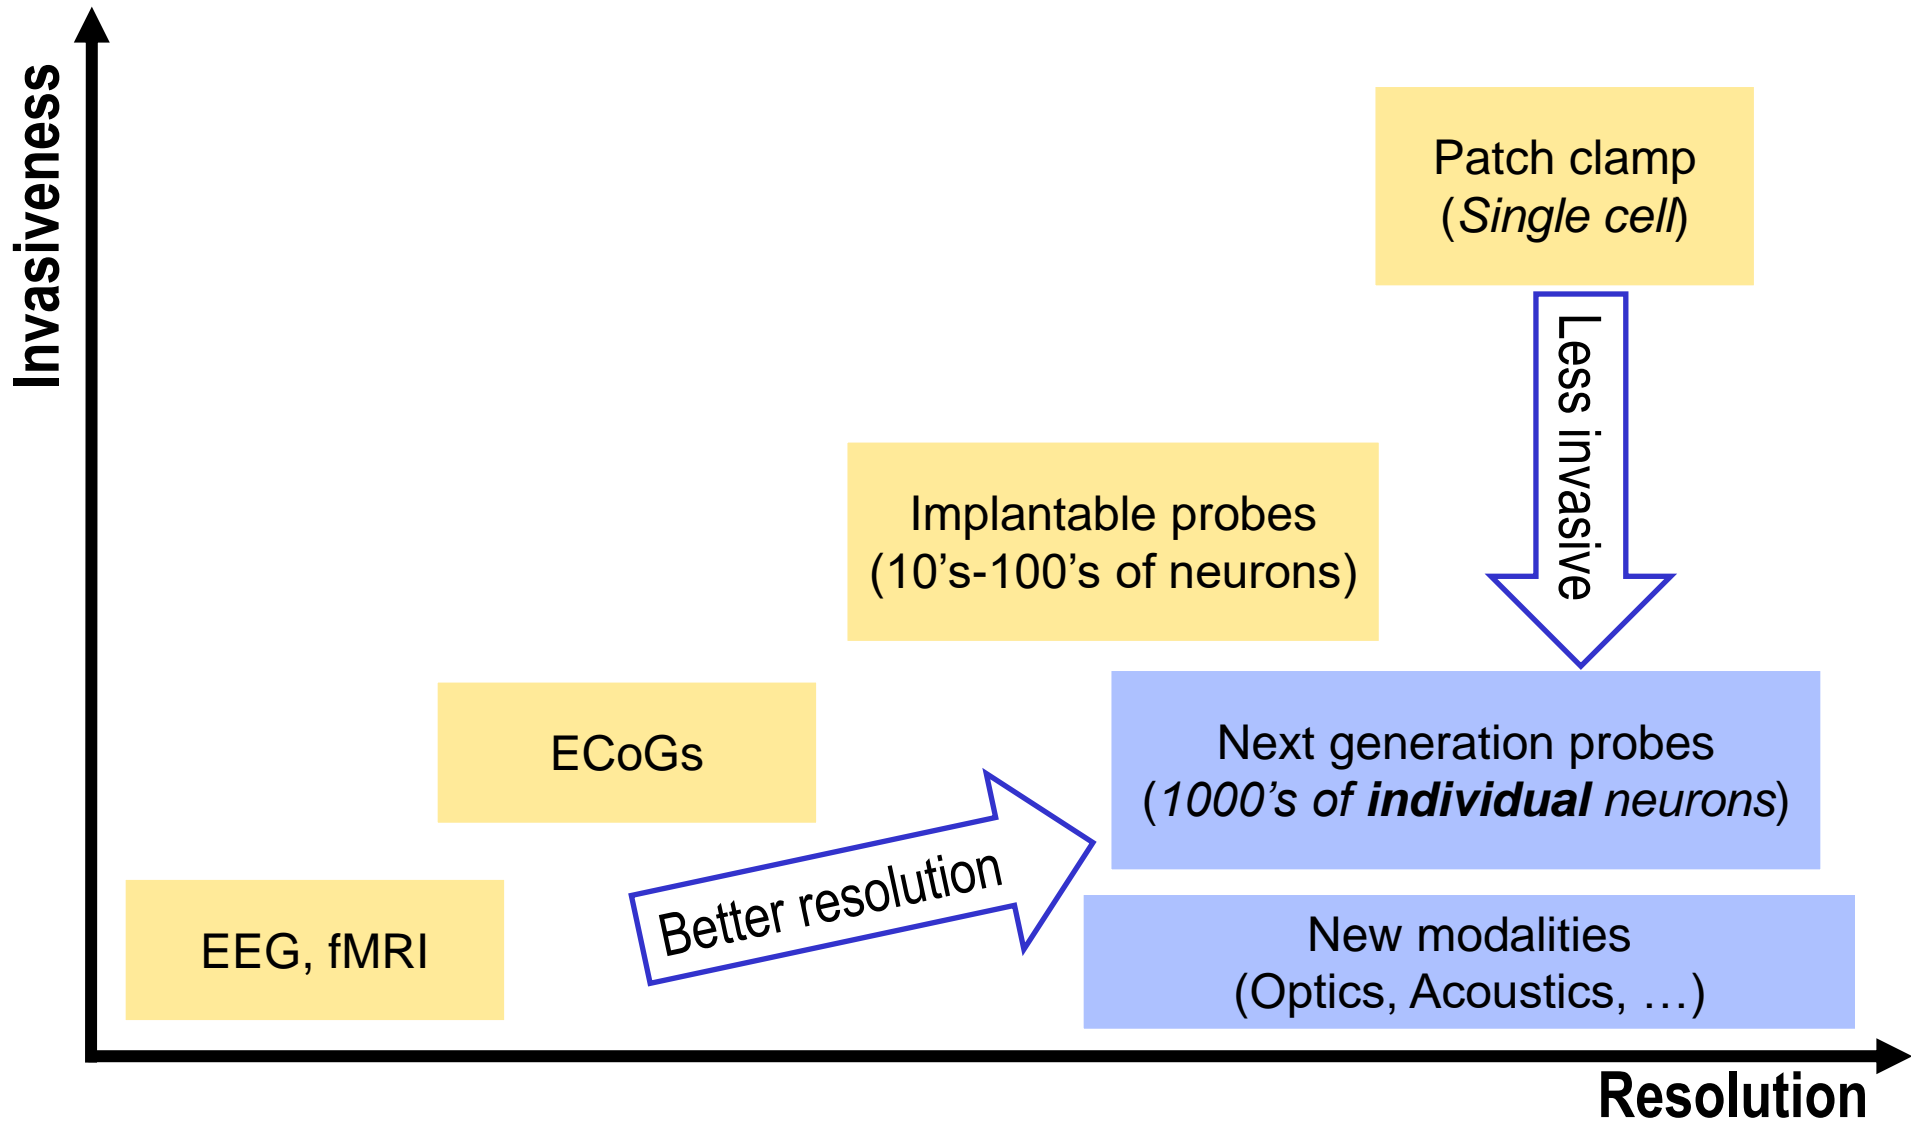 Invasiveness
Patch clamp
(Single cell)
Less invasive
Implantable probes
(10’s-100’s of neurons)
ECoGs
Next generation probes
(1000’s of individual neurons)
Better resolution
EEG, fMRI
New modalities
(Optics, Acoustics, …)
Resolution